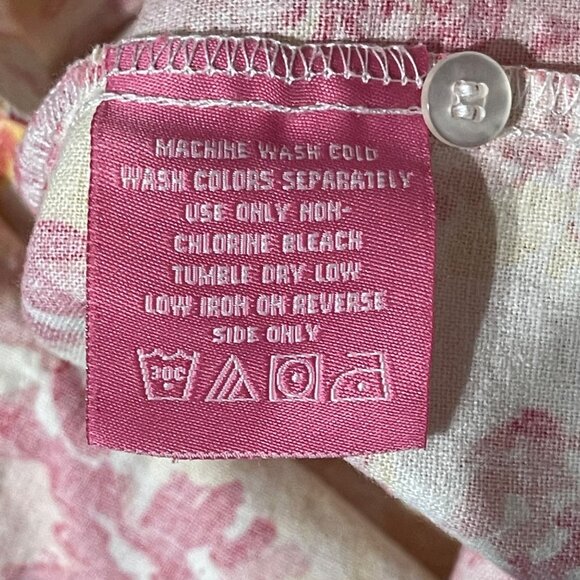 MACHINE WASH COLD
WASH COLORS SEPARATELY
USE ONLY NON-
CHLORINE BLEACH
TUMBLE DRY LOW
LOW IRON ON REVERSE
SIDE ONLY
30C